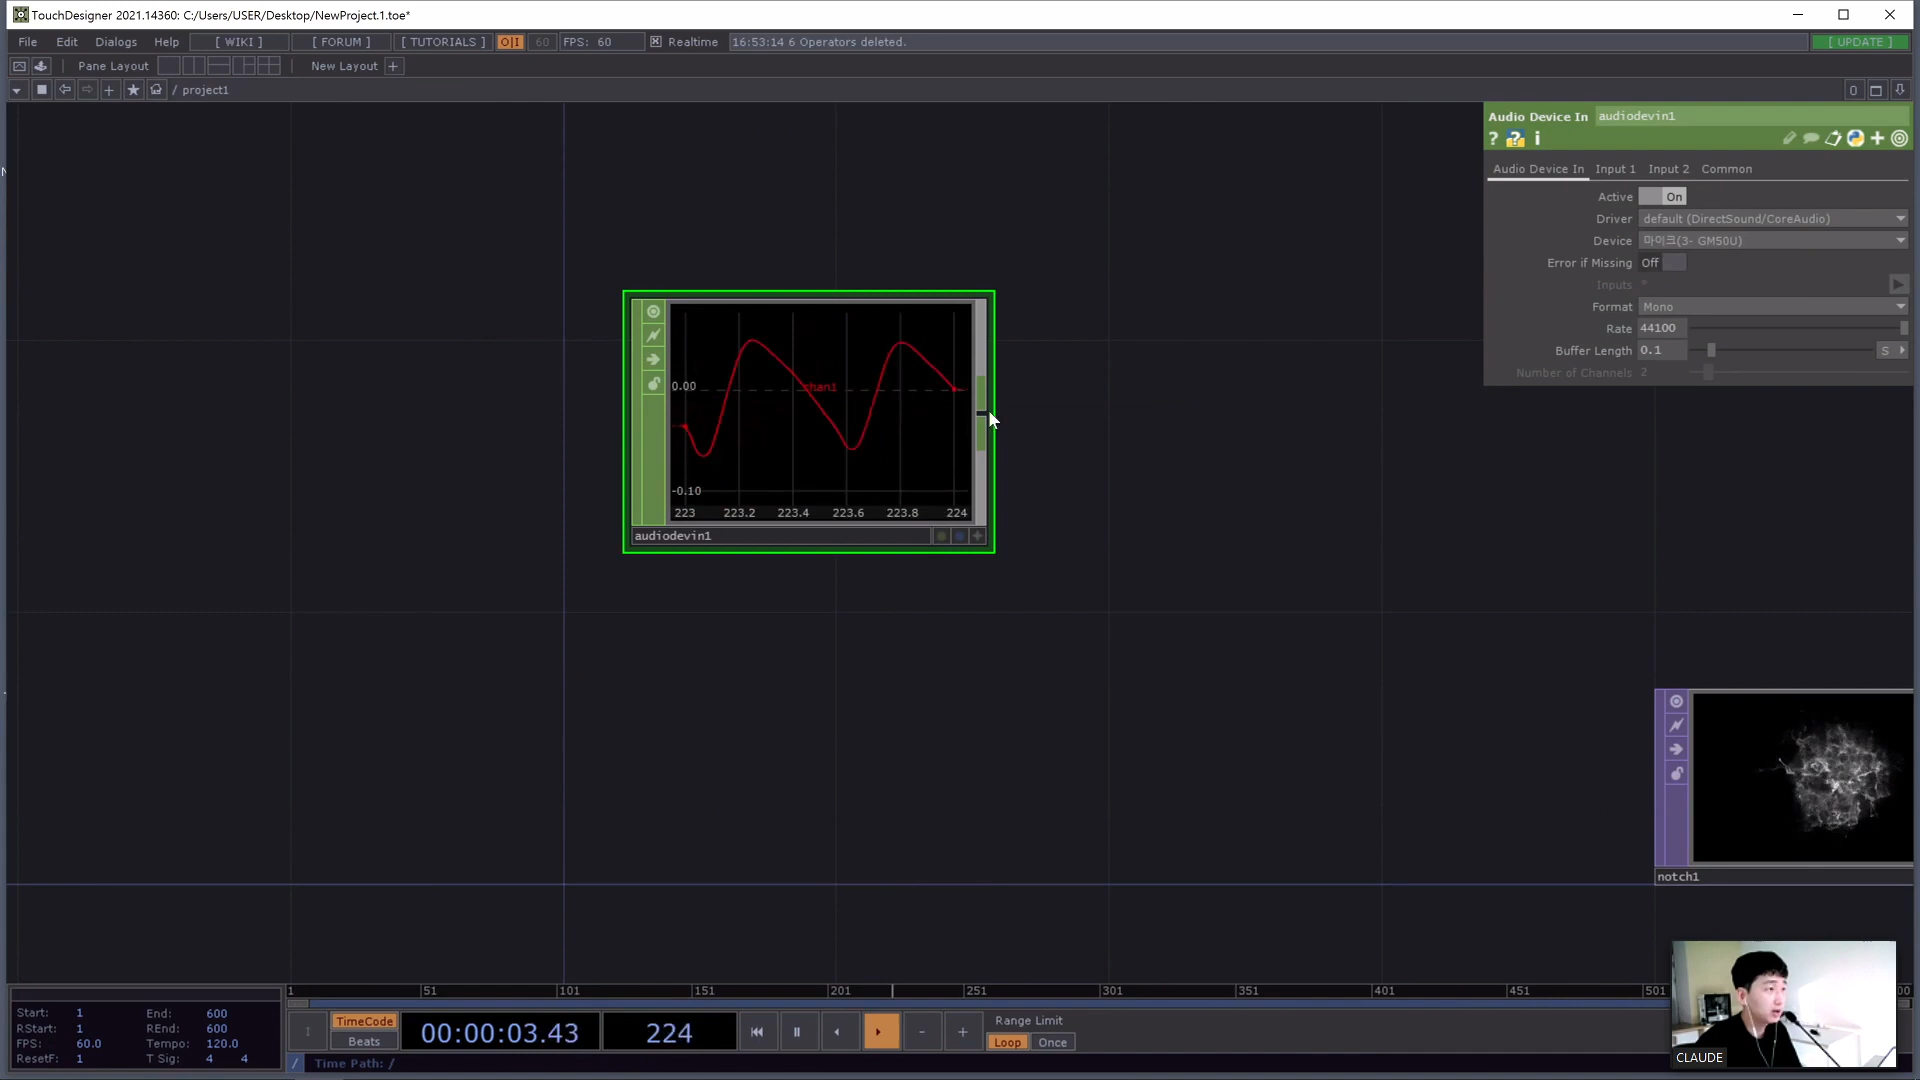 TouchDesigner 2021.14360: C:/Users/USER/Desktop/NewProject.1.toe*
File Edit Dialogs Help [ WIKI ] [ FORUM ] [ TUTORIALS ] O|I 60 FPS: 60 Realtime 16:53:14 6 Operators deleted. [ UPDATE ]
Pane Layout New Layout +
/ project1 0
Audio Device In audiodevin1
? ? i
Audio Device In Input 1 Input 2 Common
Active On
Driver default (DirectSound/CoreAudio)
Device 마이크(3- GM50U)
Error if Missing Off
Inputs *
Format Mono
Rate 44100
Buffer Length 0.1 S
Number of Channels 2
0.00 chan1
-0.10
223 223.2 223.4 223.6 223.8 224
audiodevin1
notch1
CLAUDE
1 51 101 151 201 251 301 351 401 451 501
Start: 1 End: 600
RStart: 1 REnd: 600
FPS: 60.0 Tempo: 120.0
ResetF: 1 T Sig: 4 4
I TimeCode Beats 00:00:03.43 224 - + Range Limit
Loop Once
/ Time Path: /